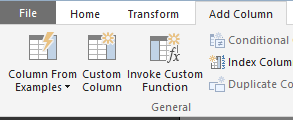 File Home Transform Add Column
Column From Examples
Custom Column
Invoke Custom Function
Conditional
Index Colum
Duplicate Co
General